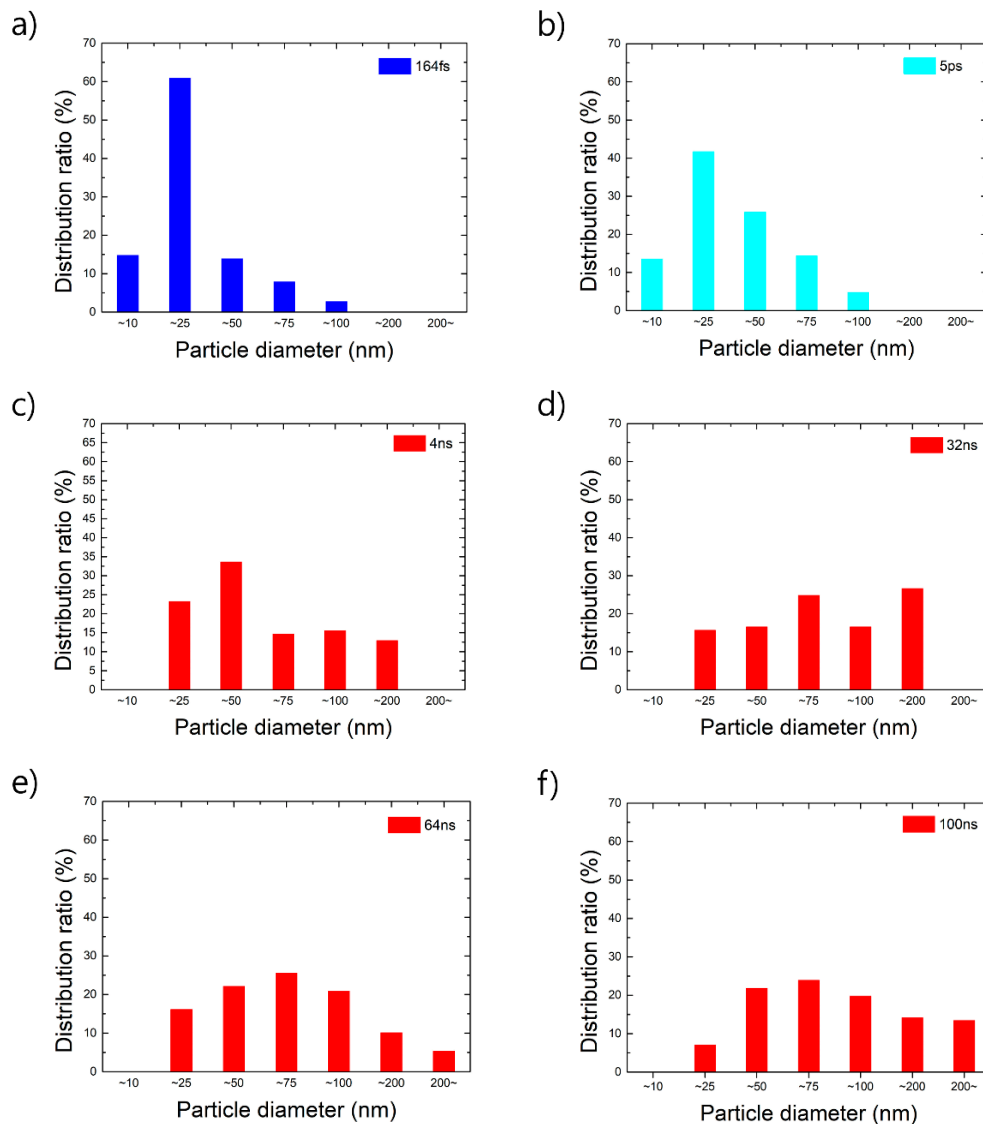 a)
70
60
50
40
30
20
10
0
Distribution ratio (%)
164fs
~10 ~25 ~50 ~75 ~100 ~200 200~
Particle diameter (nm)
b)
70
60
50
40
30
20
10
0
Distribution ratio (%)
5ps
~10 ~25 ~50 ~75 ~100 ~200 200~
Particle diameter (nm)
c)
70
65
60
55
50
45
40
35
30
25
20
15
10
5
0
Distribution ratio (%)
4ns
~10 ~25 ~50 ~75 ~100 ~200 200~
Particle diameter (nm)
d)
70
60
50
40
30
20
10
0
Distribution ratio (%)
32ns
~10 ~25 ~50 ~75 ~100 ~200 200~
Particle diameter (nm)
e)
70
60
50
40
30
20
10
0
Distribution ratio (%)
64ns
~10 ~25 ~50 ~75 ~100 ~200 200~
Particle diameter (nm)
f)
70
60
50
40
30
20
10
0
Distribution ratio (%)
100ns
~10 ~25 ~50 ~75 ~100 ~200 200~
Particle diameter (nm)